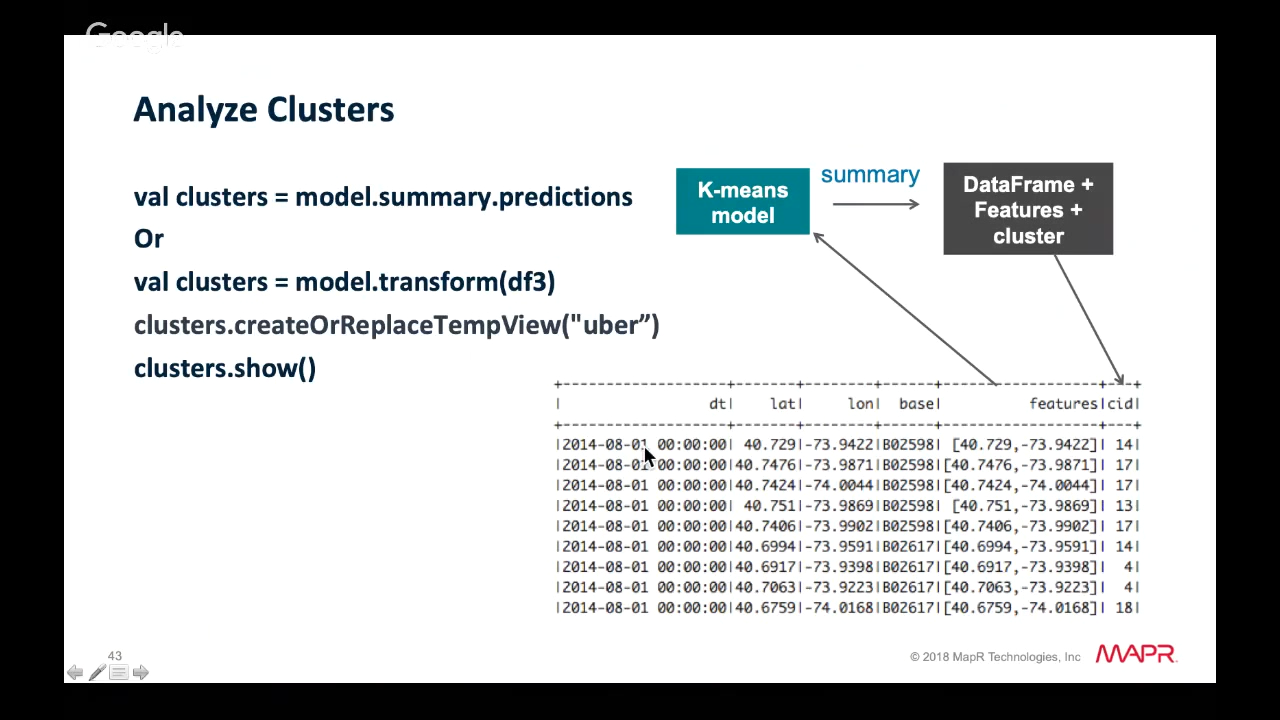 Google
Analyze Clusters
val clusters = model.summary.predictions
Or
val clusters = model.transform(df3)
clusters.createOrReplaceTempView("uber”)
clusters.show()
K-means
model
summary
DataFrame +
Features +
cluster
+-------------------+-------+--------+------+------------------+---+
| dt| lat| lon| base| features|cid|
+-------------------+-------+--------+------+------------------+---+
|2014-08-01 00:00:00| 40.729|-73.9422|B02598| [40.729,-73.9422]| 14|
|2014-08-01 00:00:00|40.7476|-73.9871|B02598|[40.7476,-73.9871]| 17|
|2014-08-01 00:00:00|40.7424|-74.0044|B02598|[40.7424,-74.0044]| 17|
|2014-08-01 00:00:00| 40.751|-73.9869|B02598| [40.751,-73.9869]| 13|
|2014-08-01 00:00:00|40.7406|-73.9902|B02598|[40.7406,-73.9902]| 17|
|2014-08-01 00:00:00|40.6994|-73.9591|B02617|[40.6994,-73.9591]| 14|
|2014-08-01 00:00:00|40.6917|-73.9398|B02617|[40.6917,-73.9398]| 4|
|2014-08-01 00:00:00|40.7063|-73.9223|B02617|[40.7063,-73.9223]| 4|
|2014-08-01 00:00:00|40.6759|-74.0168|B02617|[40.6759,-74.0168]| 18|
43
© 2018 MapR Technologies, Inc
MAPR